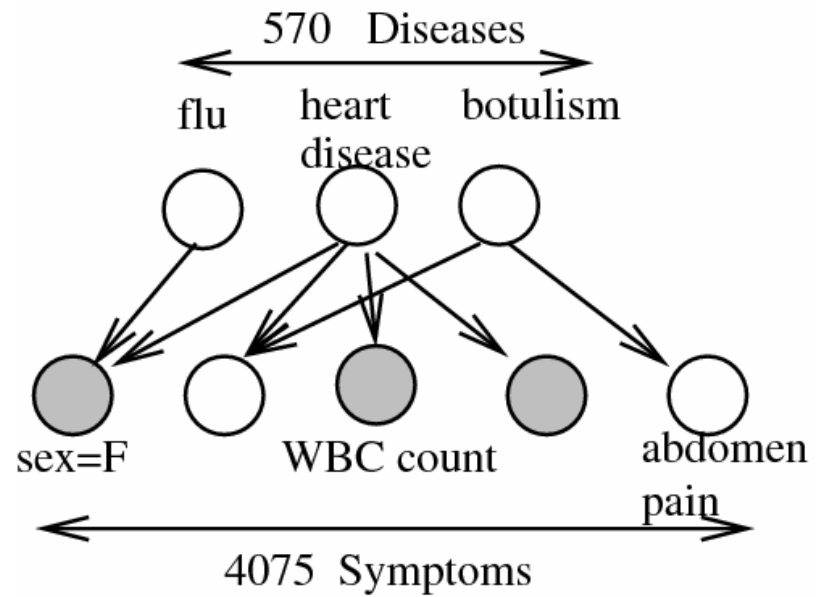 570 Diseases
flu
heart
disease
botulism
sex=F
WBC count
abdomen
pain
4075 Symptoms